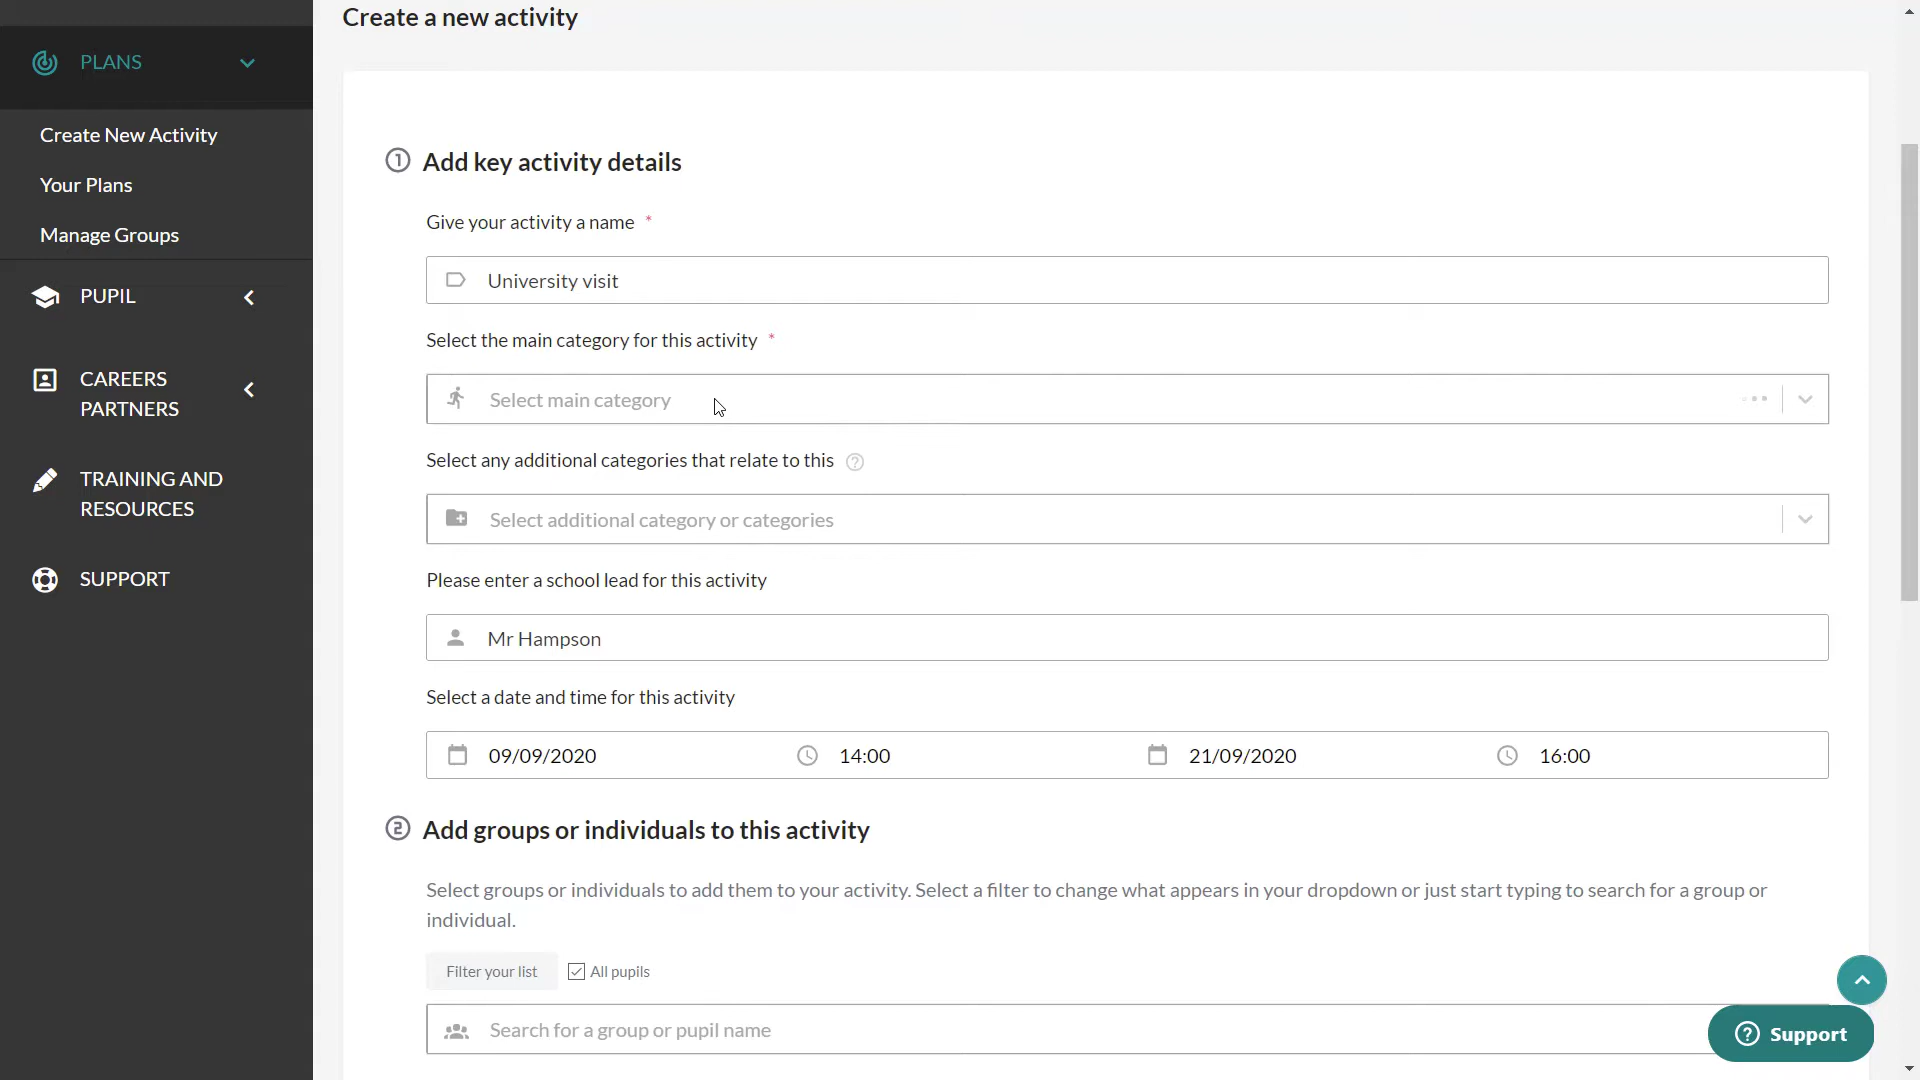 Create a new activity
PLANS
Create New Activity
Your Plans
Manage Groups
PUPIL
CAREERS
PARTNERS
TRAINING AND
RESOURCES
SUPPORT
1 Add key activity details
Give your activity a name *
University visit
Select the main category for this activity *
Select main category
Select any additional categories that relate to this ?
Select additional category or categories
Please enter a school lead for this activity
Mr Hampson
Select a date and time for this activity
09/09/2020 14:00 21/09/2020 16:00
2 Add groups or individuals to this activity
Select groups or individuals to add them to your activity. Select a filter to change what appears in your dropdown or just start typing to search for a group or
individual.
Filter your list All pupils
Search for a group or pupil name
? Support